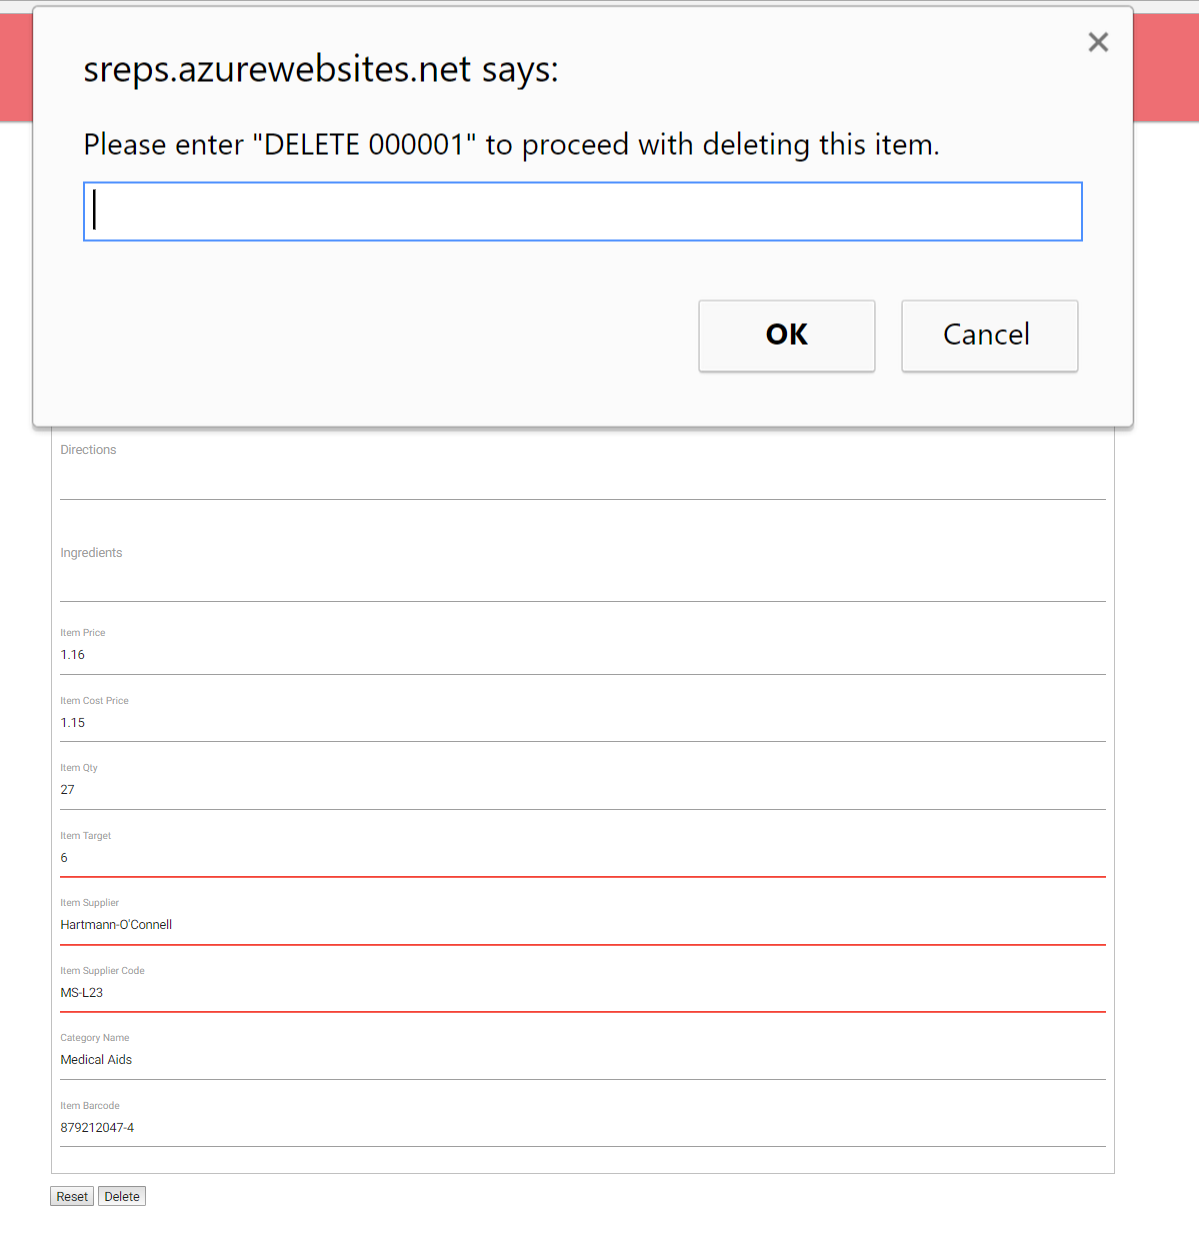 sreps.azurewebsites.net says:
Please enter "DELETE 000001" to proceed with deleting this item.
OK Cancel
Directions
Ingredients
Item Price
1.16
Item Cost Price
1.15
Item Qty
27
Item Target
6
Item Supplier
Hartmann-O'Connell
Item Supplier Code
MS-L23
Category Name
Medical Aids
Item Barcode
879212047-4
Reset Delete